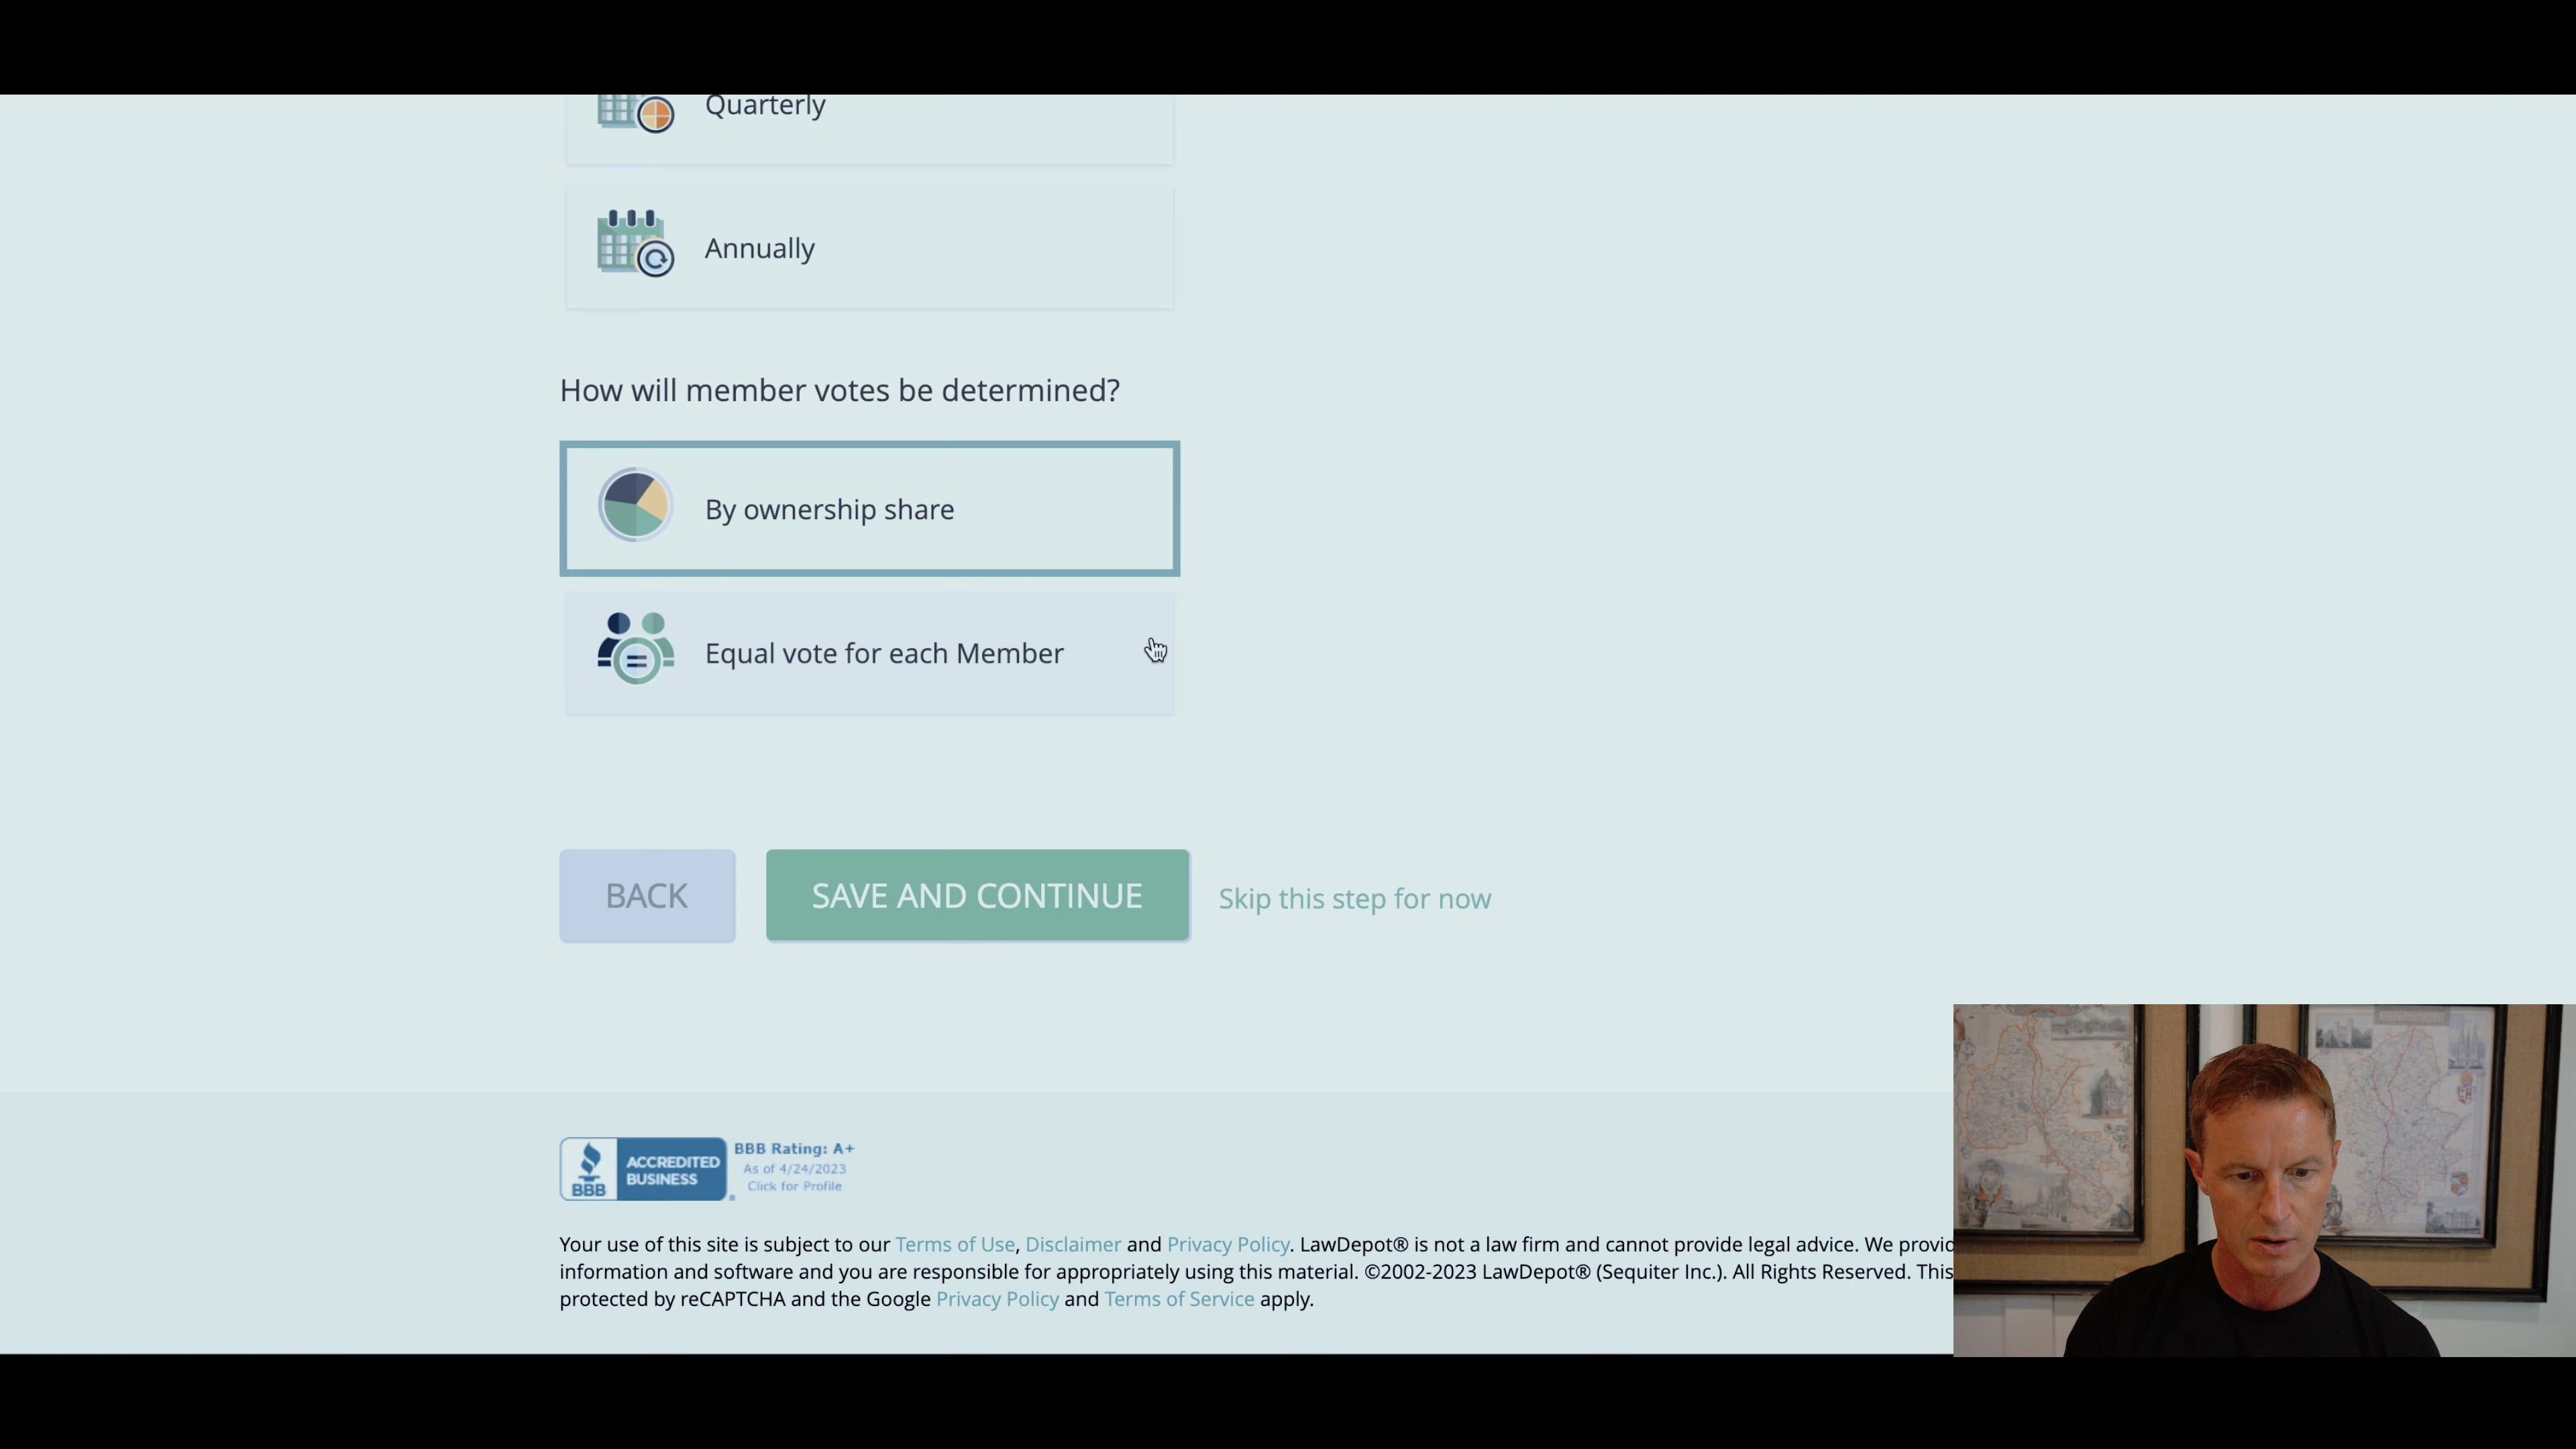 Quarterly
Annually
How will member votes be determined?
By ownership share
Equal vote for each Member
BACK
SAVE AND CONTINUE
Skip this step for now
BBB
ACCREDITED
BUSINESS
BBB Rating: A+
As of 4/24/2023
Click for Profile
Your use of this site is subject to our Terms of Use, Disclaimer and Privacy Policy. LawDepot® is not a law firm and cannot provide legal advice. We provid
information and software and you are responsible for appropriately using this material. ©2002-2023 LawDepot® (Sequiter Inc.). All Rights Reserved. This
protected by reCAPTCHA and the Google Privacy Policy and Terms of Service apply.